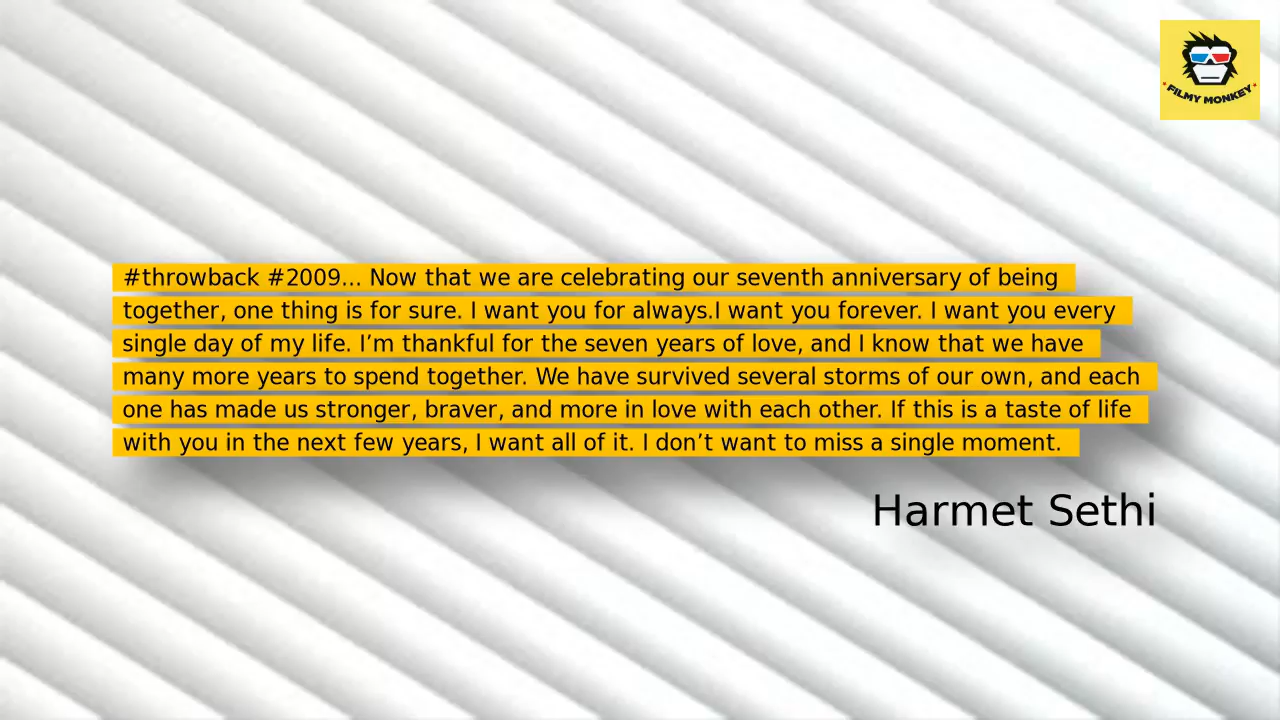 FILMY MONKEY
#throwback #2009... Now that we are celebrating our seventh anniversary of being
together, one thing is for sure. I want you for always.I want you forever. I want you every
single day of my life. I’m thankful for the seven years of love, and I know that we have
many more years to spend together. We have survived several storms of our own, and each
one has made us stronger, braver, and more in love with each other. If this is a taste of life
with you in the next few years, I want all of it. I don’t want to miss a single moment.
Harmet Sethi